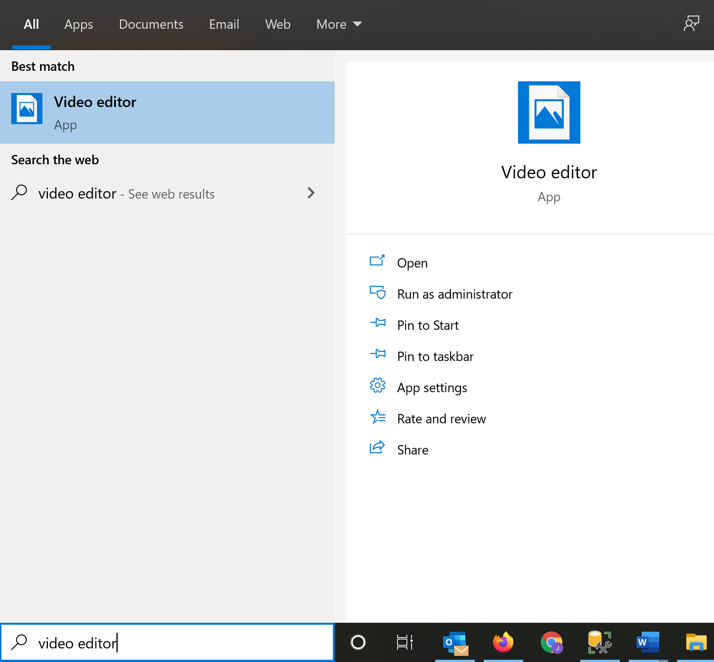 All Apps Documents Email Web More
Best match
Video editor
App
Search the web
video editor - See web results
Video editor
App
Open
Run as administrator
Pin to Start
Pin to taskbar
App settings
Rate and review
Share
video editor